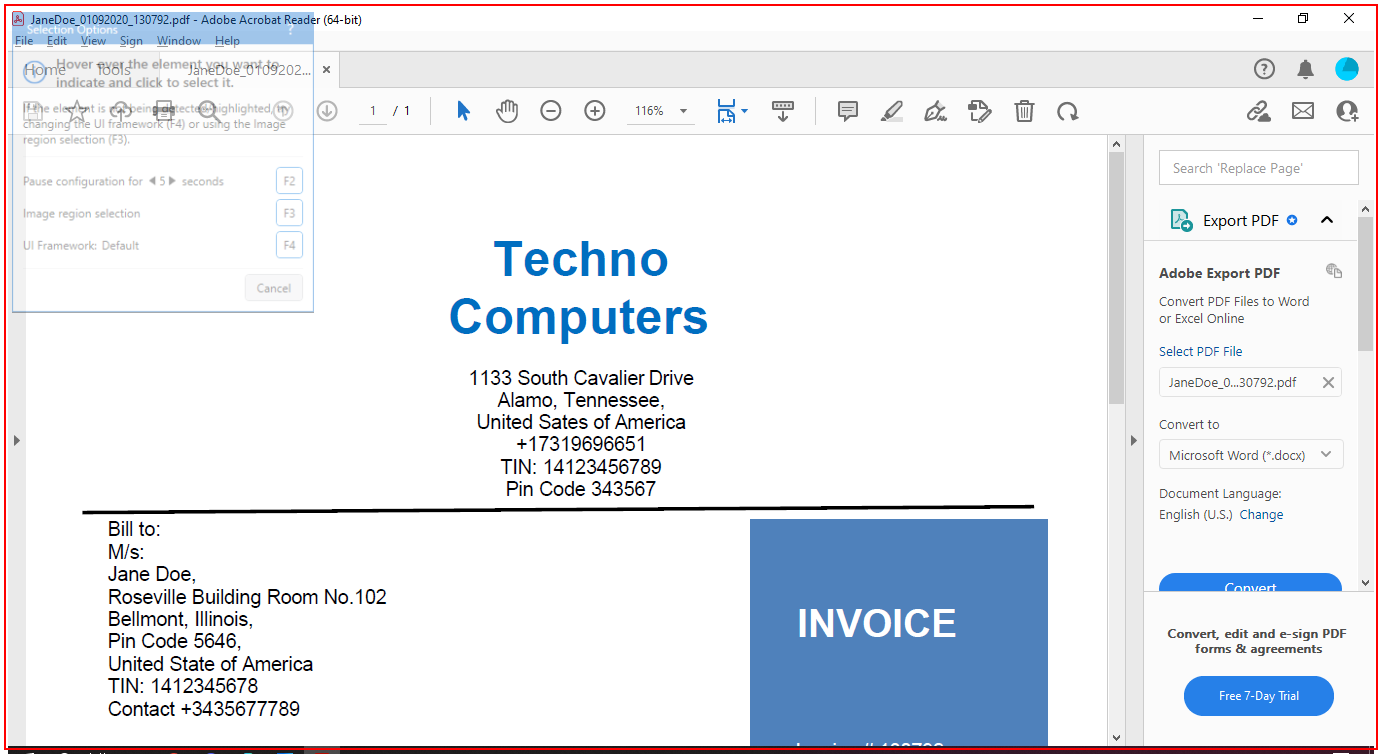 JaneDoe_01092020_130792.pdf - Adobe Acrobat Reader (64-bit)
Selection Options ?
File Edit View Sign Window Help
Home Tools JaneDoe_0109202... ×
Hover over the element you want to
indicate and click to select it.
If the element is not being detected/highlighted, try
changing the UI framework (F4) or using the Image
region selection (F3).
1 / 1
116%
Pause configuration for 5 seconds F2
Image region selection F3
UI Framework: Default F4
Cancel
Techno
Computers
1133 South Cavalier Drive
Alamo, Tennessee,
United Sates of America
+17319696651
TIN: 14123456789
Pin Code 343567
Bill to:
M/s:
Jane Doe,
Roseville Building Room No.102
Bellmont, Illinois,
Pin Code 5646,
United State of America
TIN: 1412345678
Contact +3435677789
INVOICE
Search 'Replace Page'
Export PDF
Adobe Export PDF
Convert PDF Files to Word
or Excel Online
Select PDF File
JaneDoe_0...30792.pdf
Convert to
Microsoft Word (*.docx)
Document Language:
English (U.S.) Change
Convert
Convert, edit and e-sign PDF
forms & agreements
Free 7-Day Trial